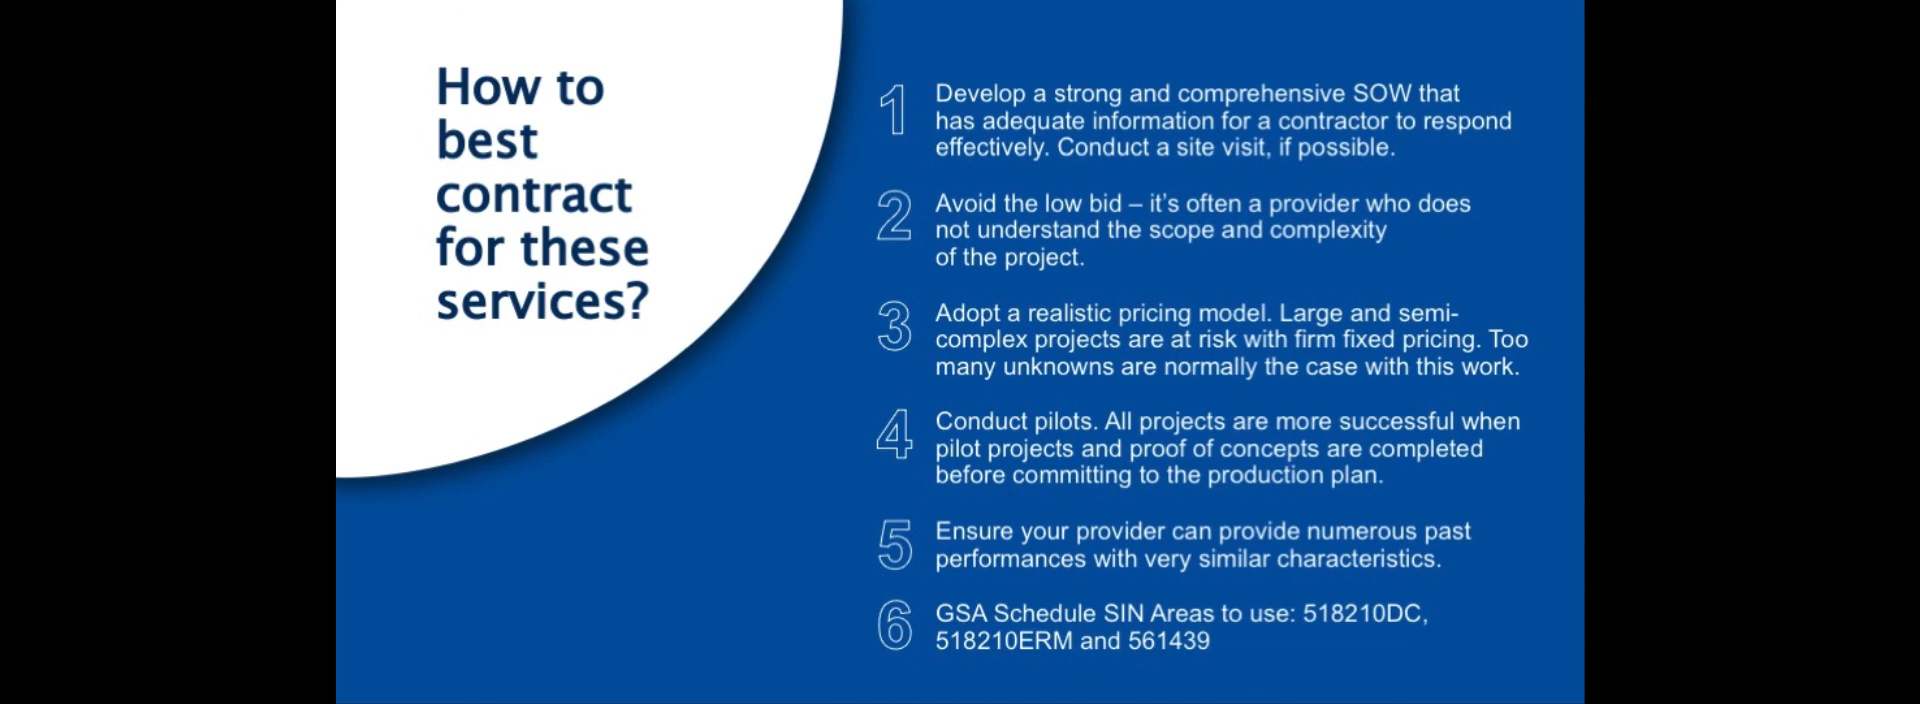 How to
best
contract
for these
services?
1
Develop a strong and comprehensive SOW that
has adequate information for a contractor to respond
effectively. Conduct a site visit, if possible.
2
Avoid the low bid – it’s often a provider who does
not understand the scope and complexity
of the project.
3
Adopt a realistic pricing model. Large and semi-
complex projects are at risk with firm fixed pricing. Too
many unknowns are normally the case with this work.
4
Conduct pilots. All projects are more successful when
pilot projects and proof of concepts are completed
before committing to the production plan.
5
Ensure your provider can provide numerous past
performances with very similar characteristics.
6
GSA Schedule SIN Areas to use: 518210DC,
518210ERM and 561439